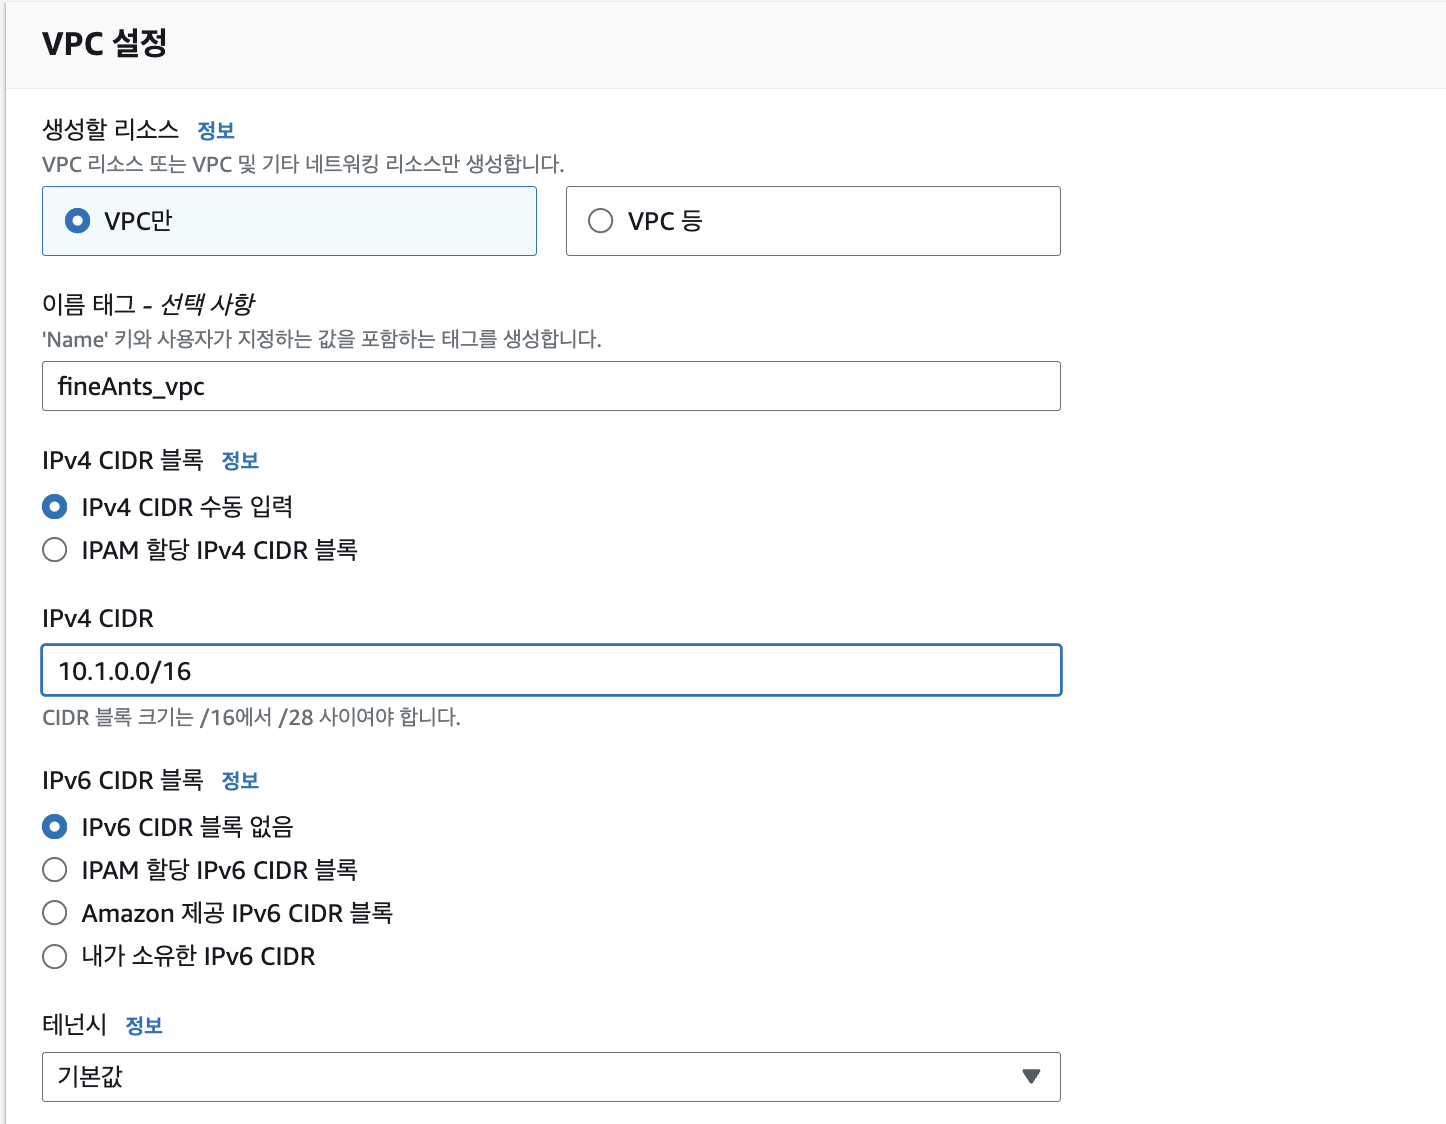 VPC 설정
생성할 리소스 정보
VPC 리소스 또는 VPC 및 기타 네트워킹 리소스만 생성합니다.
VPC만
VPC 등
이름 태그 - 선택 사항
'Name' 키와 사용자가 지정하는 값을 포함하는 태그를 생성합니다.
fineAnts_vpc
IPv4 CIDR 블록 정보
IPv4 CIDR 수동 입력
IPAM 할당 IPv4 CIDR 블록
IPv4 CIDR
10.1.0.0/16
CIDR 블록 크기는 /16에서 /28 사이여야 합니다.
IPv6 CIDR 블록 정보
IPv6 CIDR 블록 없음
IPAM 할당 IPv6 CIDR 블록
Amazon 제공 IPv6 CIDR 블록
내가 소유한 IPv6 CIDR
테넌시 정보
기본값